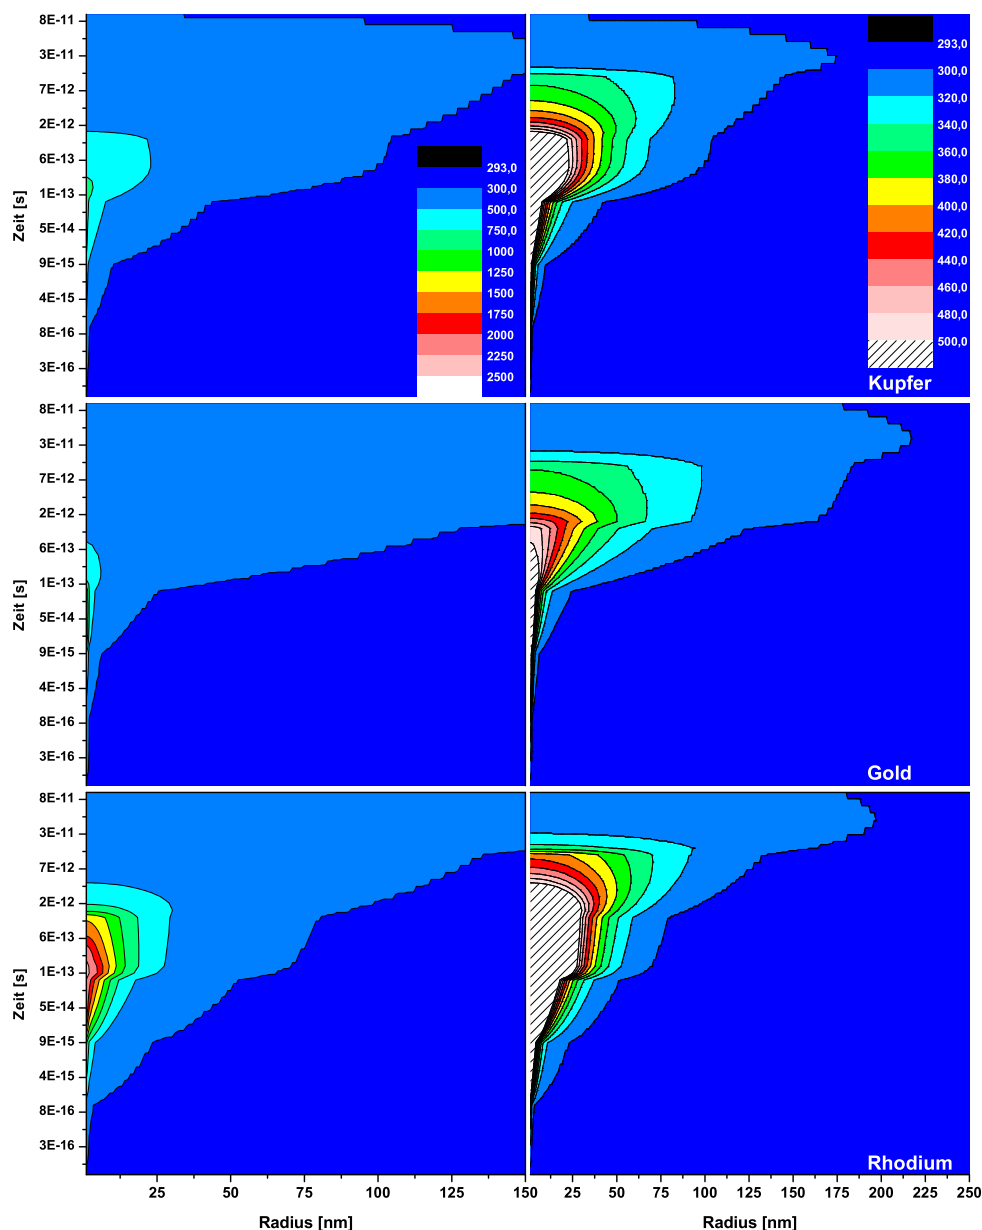 8E-11
3E-11
7E-12
2E-12
6E-13
1E-13
5E-14
9E-15
4E-15
8E-16
3E-16
Zeit [s]
293,0
300,0
500,0
750,0
1000
1250
1500
1750
2000
2250
2500
293,0
300,0
320,0
340,0
360,0
380,0
400,0
420,0
440,0
460,0
480,0
500,0
Kupfer
8E-11
3E-11
7E-12
2E-12
6E-13
1E-13
5E-14
9E-15
4E-15
8E-16
3E-16
Zeit [s]
Gold
8E-11
3E-11
7E-12
2E-12
6E-13
1E-13
5E-14
9E-15
4E-15
8E-16
3E-16
Zeit [s]
Rhodium
25 50 75 100 125 150 25 50 75 100 125 150 175 200 225 250
Radius [nm] Radius [nm]